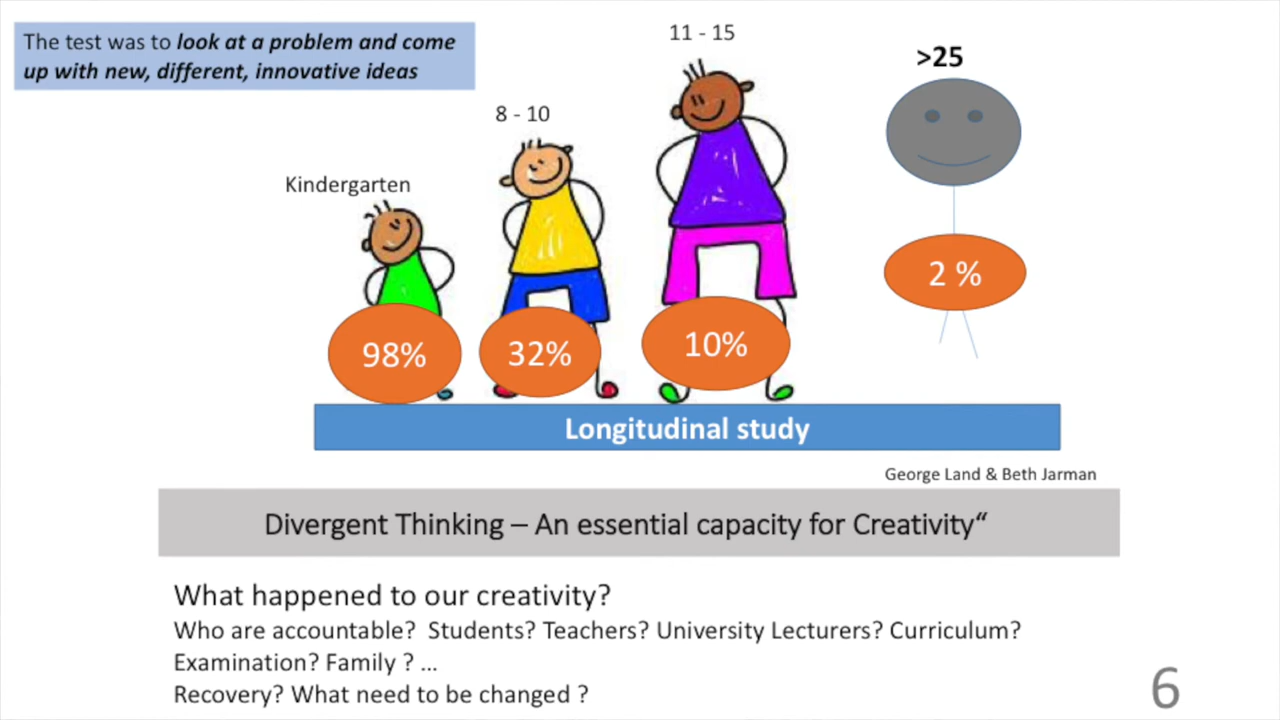 The test was to look at a problem and come
up with new, different, innovative ideas
11 - 15
>25
8 - 10
Kindergarten
98%
32%
10%
2 %
Longitudinal study
George Land & Beth Jarman
Divergent Thinking – An essential capacity for Creativity“
What happened to our creativity?
Who are accountable? Students? Teachers? University Lecturers? Curriculum?
Examination? Family ? ...
Recovery? What need to be changed ?
6